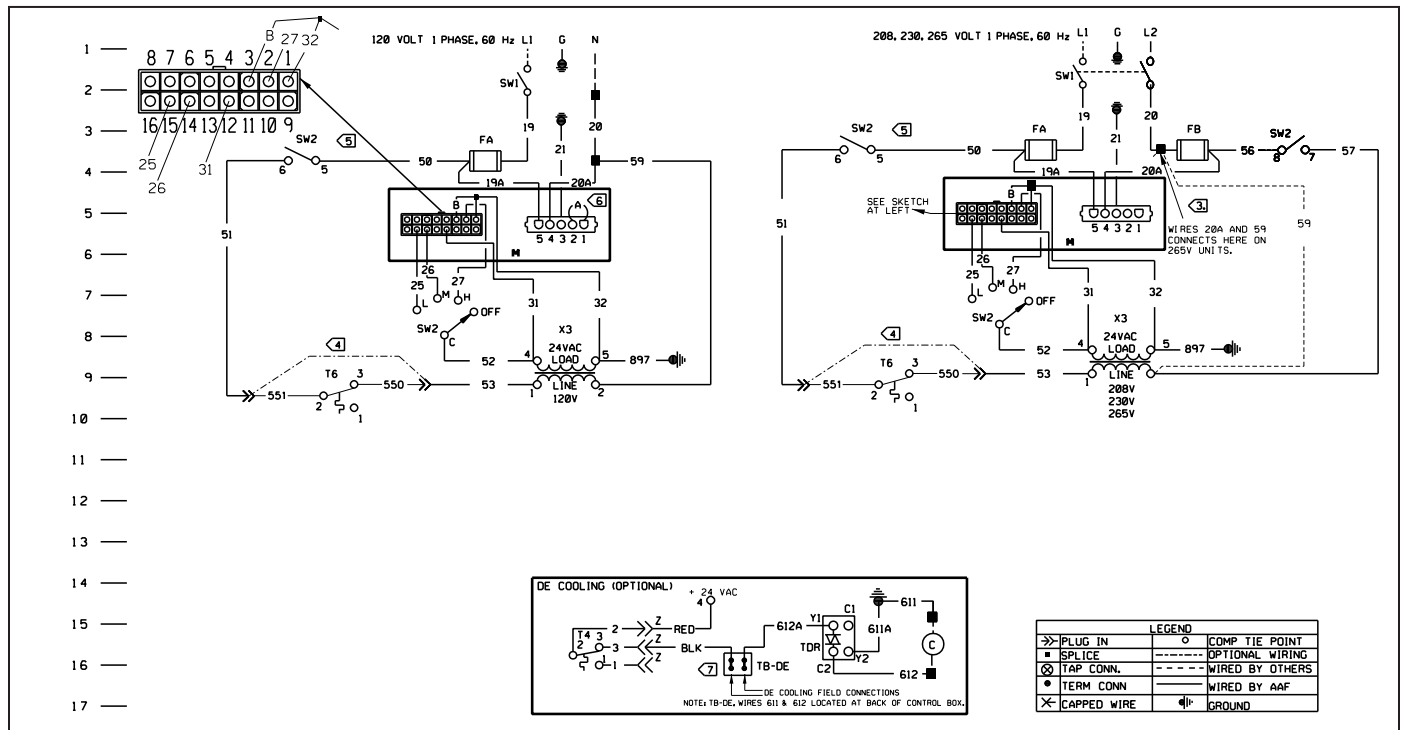 B 27 32
8 7 6 5 4 3 2 1
16 15 14 13 12 11 10 9
25
26
31
1
2
3
4
5
6
7
8
9
10
11
12
13
14
15
16
17
120 VOLT 1 PHASE, 60 Hz L1 G N
SW1
19 21 20
SW2 5
6 5
50
FA
59
19A 20A
51
B
A 6
5 4 3 2 1
M
25 26 27
L M H
OFF
SW2
C
31 32
X3
24VAC
LOAD
4 5
52
897
4
T6 3
551 550
2 1
53
LINE
1 2
120V
208, 230, 265 VOLT 1 PHASE, 60 Hz L1 G L2
SW1
19 21 20
SW2 5
6 5
50
FA
FB
56
SW2
8 7
57
19A 20A
51
SEE SKETCH
AT LEFT
B
5 4 3 2 1
M
3.
WIRES 20A AND 59
CONNECTS HERE ON
265V UNITS.
59
25 26 27
L M H
OFF
SW2
C
31 32
X3
24VAC
LOAD
4 5
52
897
4
T6 3
551 550
2 1
53
LINE
1
208V
230V
265V
DE COOLING (OPTIONAL)
+ 24 VAC
4
T4 3
2
1
2 Z RED
3 Z BLK
1 Z
7 TB-DE
612A
Y1 C1
TDR
C2 Y2
611A
611
C
612
DE COOLING FIELD CONNECTIONS
NOTE: TB-DE, WIRES 611 & 612 LOCATED AT BACK OF CONTROL BOX.
LEGEND
PLUG IN COMP TIE POINT
SPLICE OPTIONAL WIRING
TAP CONN. WIRED BY OTHERS
TERM CONN WIRED BY AAF
CAPPED WIRE GROUND